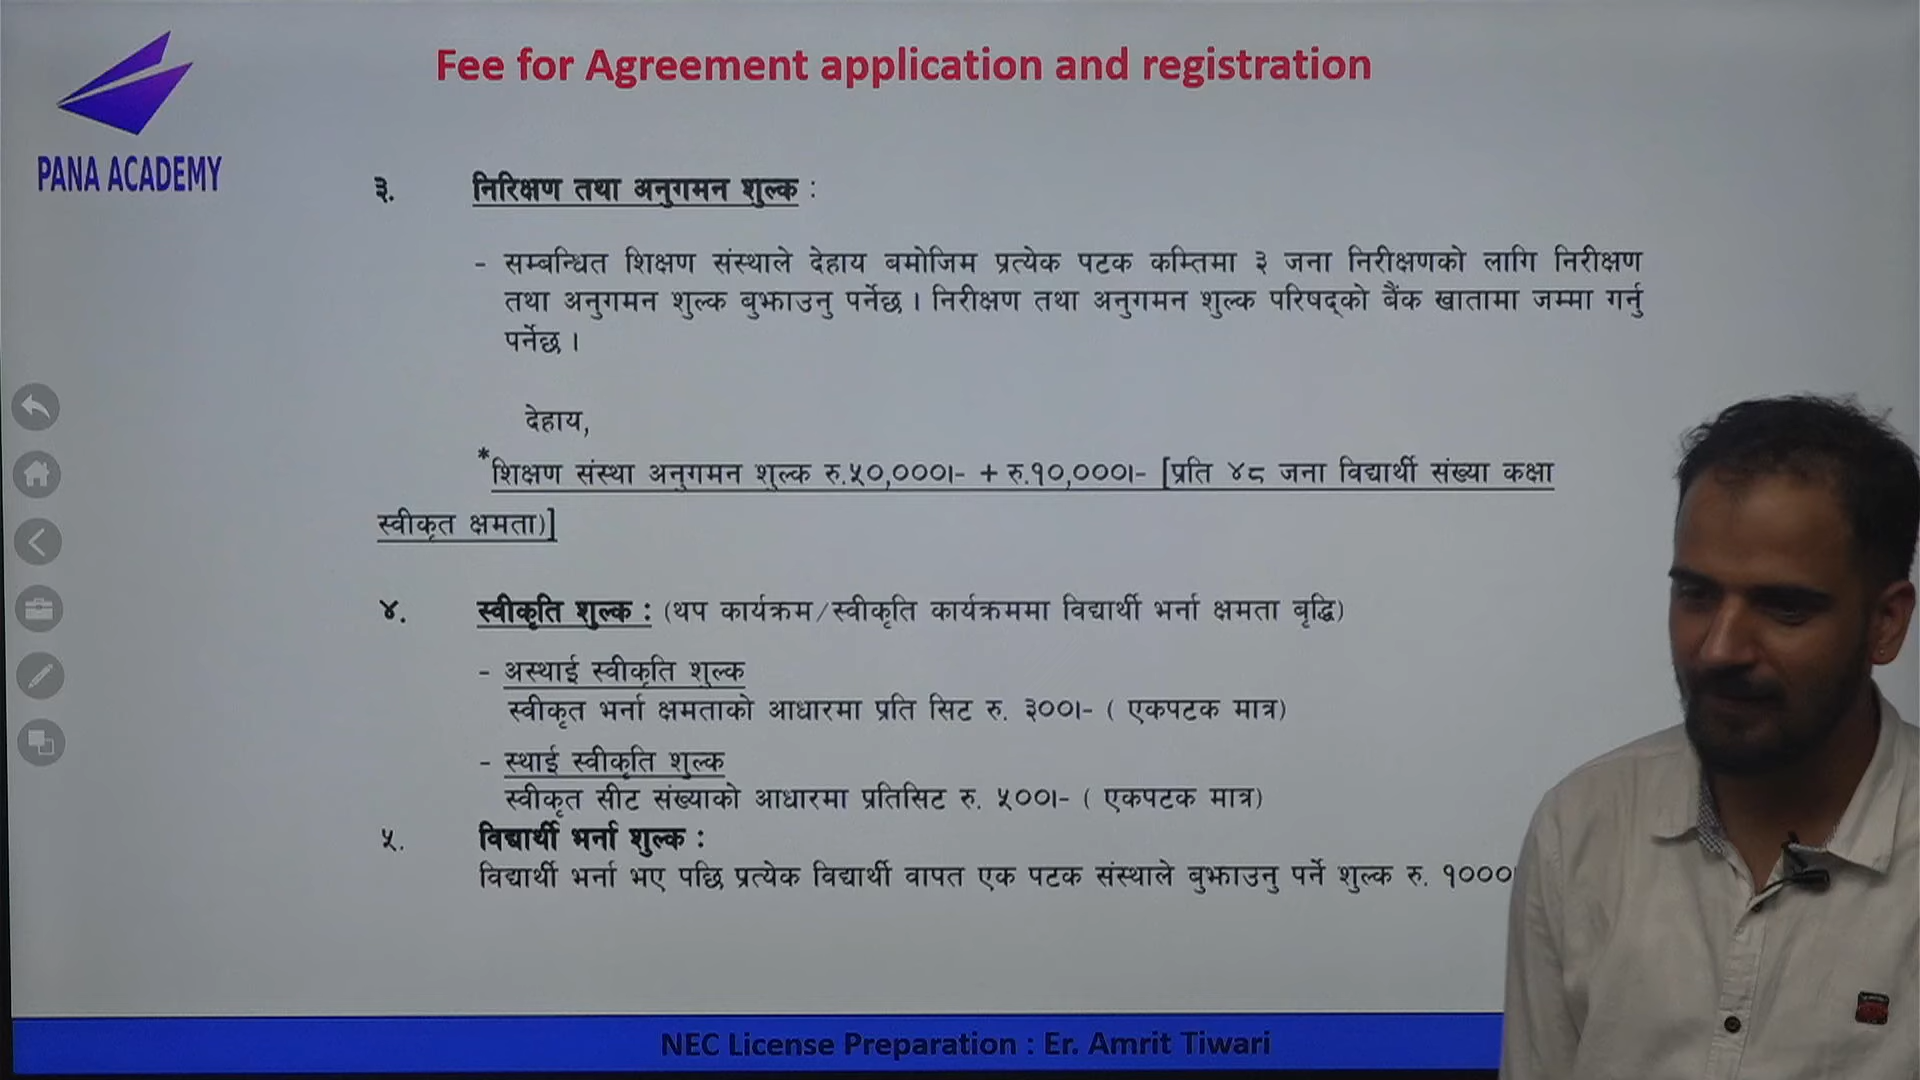 Fee for Agreement application and registration
PANA ACADEMY
३. निरिक्षण तथा अनुगमन शुल्क :
- सम्बन्धित शिक्षण संस्थाले देहाय बमोजिम प्रत्येक पटक कम्तिमा ३ जना निरीक्षणको लागि निरीक्षण
तथा अनुगमन शुल्क बुझाउनु पर्नेछ । निरीक्षण तथा अनुगमन शुल्क परिषद्को बैंक खातामा जम्मा गर्नु
पर्नेछ ।
देहाय,
*शिक्षण संस्था अनुगमन शुल्क रु.५०,०००।- + रु.१०,०००।- [प्रति ४८ जना विद्यार्थी संख्या कक्षा
स्वीकृत क्षमता)]
४. स्वीकृति शुल्क : (थप कार्यक्रम/स्वीकृति कार्यक्रममा विद्यार्थी भर्ना क्षमता बृद्धि)
- अस्थाई स्वीकृति शुल्क
स्वीकृत भर्ना क्षमताको आधारमा प्रति सिट रु. ३००।- ( एकपटक मात्र)
- स्थाई स्वीकृति शुल्क
स्वीकृत सीट संख्याको आधारमा प्रतिसिट रु. ५००।- ( एकपटक मात्र)
५. विद्यार्थी भर्ना शुल्क :
विद्यार्थी भर्ना भए पछि प्रत्येक विद्यार्थी वापत एक पटक संस्थाले बुझाउनु पर्ने शुल्क रु. १०००
NEC License Preparation : Er. Amrit Tiwari